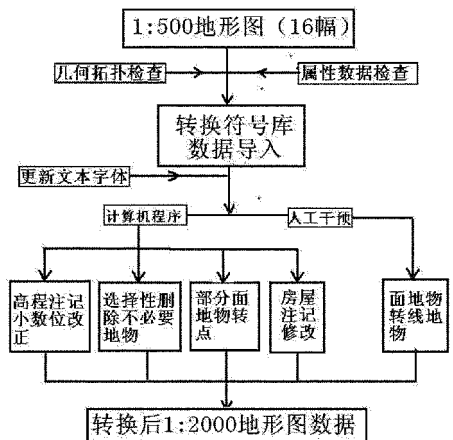 1:500地形图（16幅）
几何拓扑检查
属性数据检查
转换符号库
数据导入
更新文本字体
计算机程序
人工干预
高程注记
小数位改
正
选择性删
除不必要
地物
部分面
地物转
点
房屋
注记
修改
面地物
转线地
物
转换后1:2000地形图数据